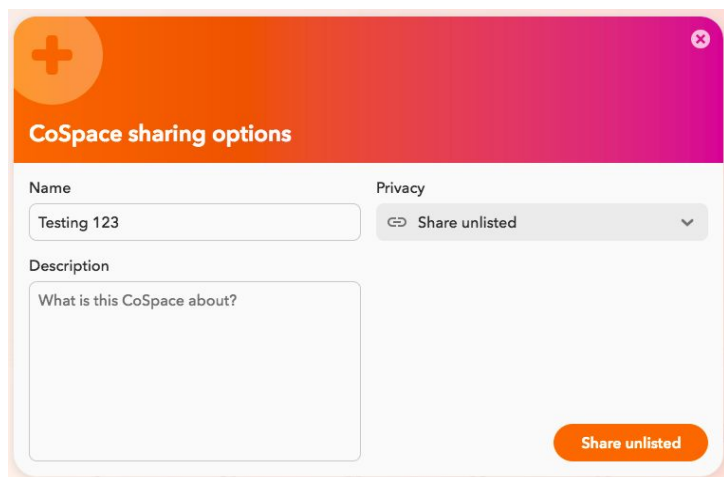 CoSpace sharing options
Name
Testing 123
Privacy
Share unlisted
Description
What is this CoSpace about?
Share unlisted